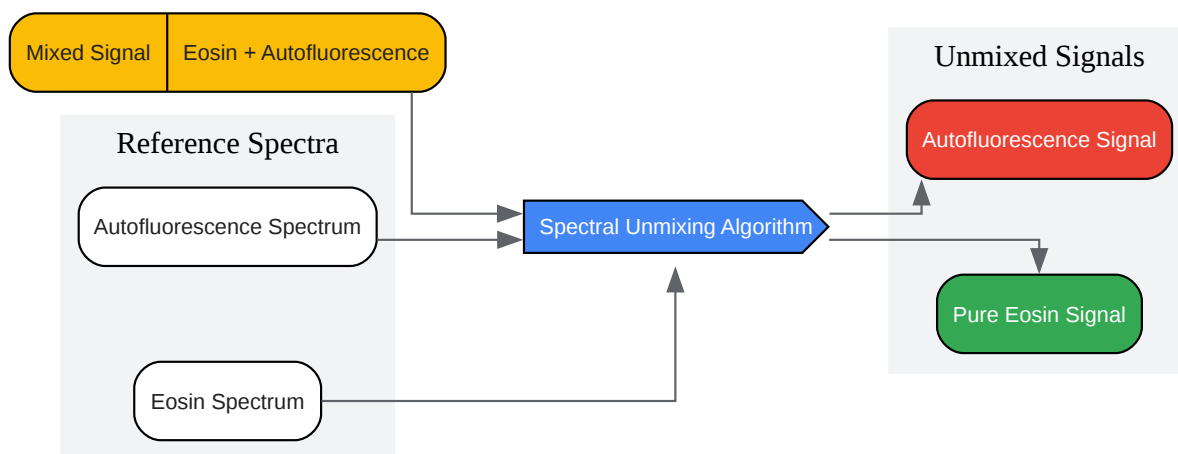 Mixed Signal
Eosin + Autofluorescence
Reference Spectra
Autofluorescence Spectrum
Eosin Spectrum
Spectral Unmixing Algorithm
Unmixed Signals
Autofluorescence Signal
Pure Eosin Signal